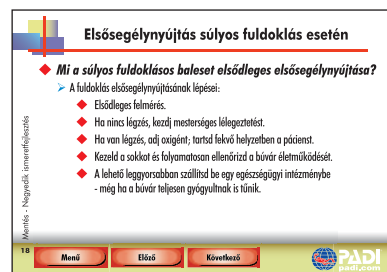 Elsősegélynyújtás súlyos fuldoklás esetén
Mi a súlyos fuldoklásos baleset elsődleges elsősegélynyújtása?
A fuldoklás elsősegélynyújtásának lépései:
Elsődleges felmérés.
Ha nincs légzés, kezdj mesterséges lélegeztetést.
Ha van légzés, adj oxigént; tartsd fekvő helyzetben a pácienst.
Kezeld a sokkot és folyamatosan ellenőrizd a búvár életműködését.
A lehető leggyorsabban szállítsd be egy egészségügyi intézménybe
- még ha a búvár teljesen gyógyultnak is tűnik.
Mentés - Negyedik ismeretfejlesztés
18
Menü
Előző
Következő
PADI
padi.com